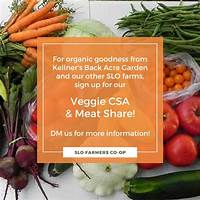 For organic goodness from
Kellner's Back Acre Garden
and our other SLO farms,
sign up for our
Veggie CSA
& Meat Share!
DM us for more information!
SLO FARMERS CO-OP